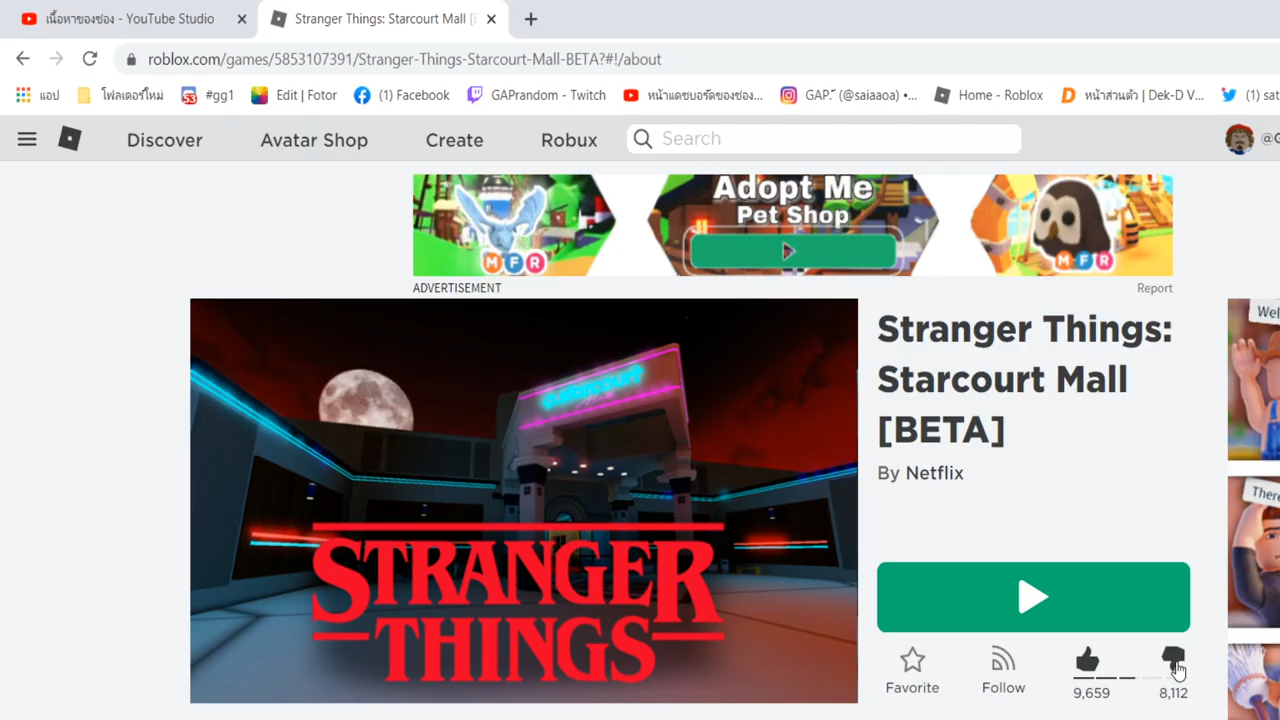 เนื้อหาของช่อง - YouTube Studio
Stranger Things: Starcourt Mall [
roblox.com/games/5853107391/Stranger-Things-Starcourt-Mall-BETA?#!/about
แอป
โฟลเดอร์ใหม่
53
#gg1
Edit | Fotor
(1) Facebook
GAPrandom - Twitch
หน้าแดชบอร์ดของช่อง...
GAP.ိ (@saiaaoa) •...
Home - Roblox
หน้าส่วนตัว | Dek-D V...
(1) sat
Discover
Avatar Shop
Create
Robux
Search
@G
Adopt Me
Pet Shop
M F R
M F R
ADVERTISEMENT
Report
starcourt
STRANGER
THINGS
Stranger Things:
Starcourt Mall
[BETA]
By Netflix
Favorite
Follow
9,659
8,112
Wel
There